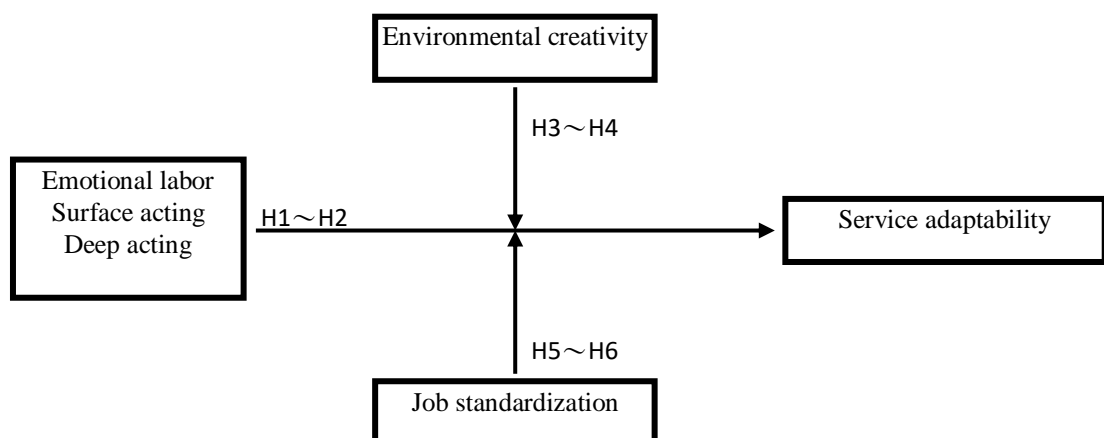 Environmental creativity
H3～H4
Emotional labor
Surface acting
Deep acting
H1～H2
Service adaptability
H5～H6
Job standardization